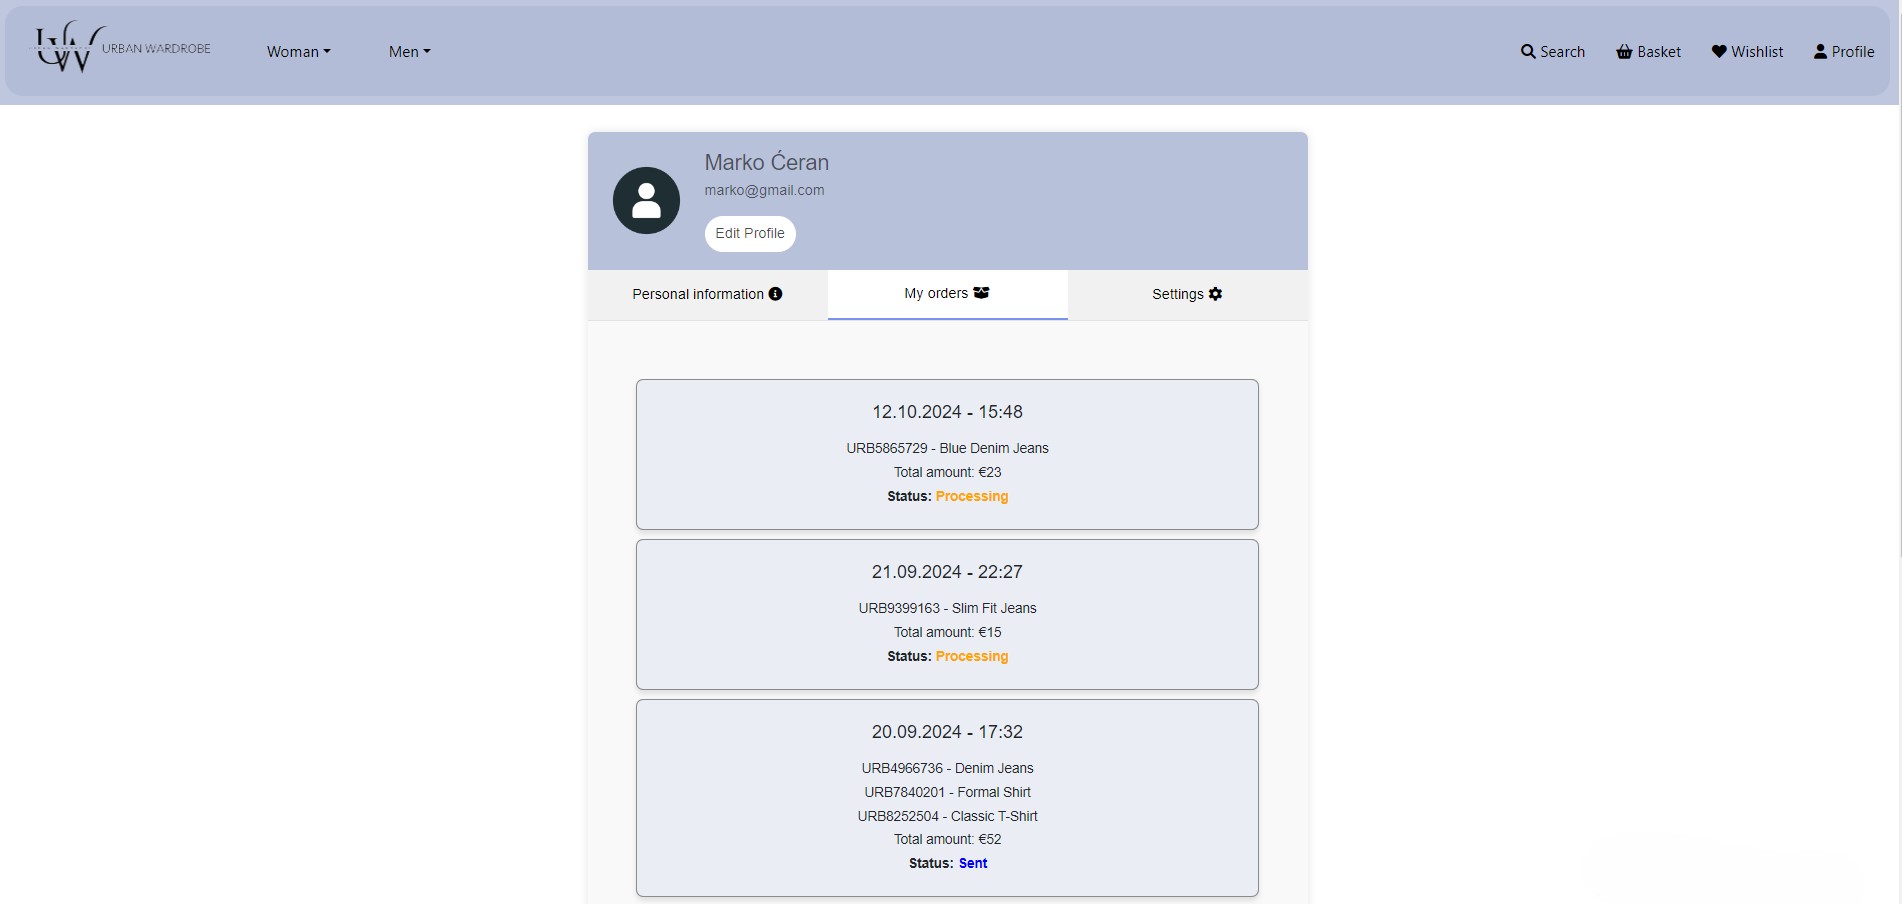 UW URBAN WARDROBE Woman Men Search Basket Wishlist Profile
Marko Ćeran
marko@gmail.com
Edit Profile
Personal information My orders Settings
12.10.2024 - 15:48
URB5865729 - Blue Denim Jeans
Total amount: €23
Status: Processing
21.09.2024 - 22:27
URB9399163 - Slim Fit Jeans
Total amount: €15
Status: Processing
20.09.2024 - 17:32
URB4966736 - Denim Jeans
URB7840201 - Formal Shirt
URB8252504 - Classic T-Shirt
Total amount: €52
Status: Sent